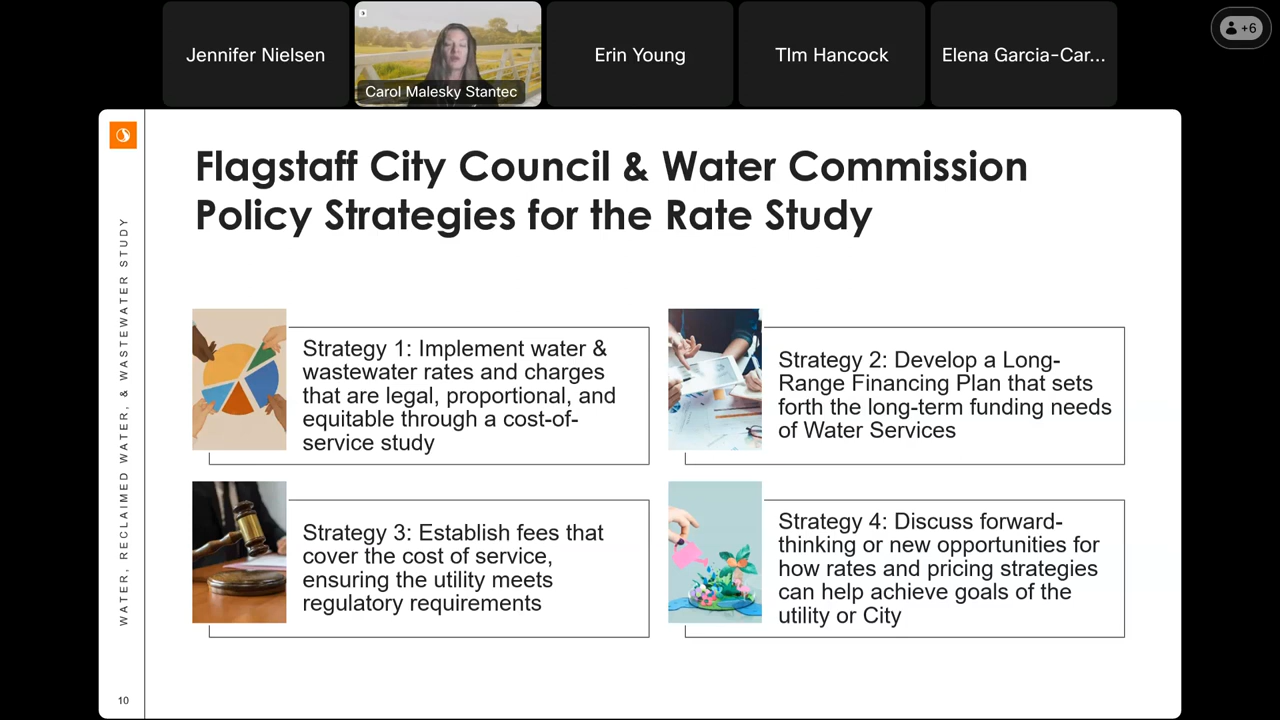 Jennifer Nielsen
Carol Malesky Stantec
Erin Young
TIm Hancock
Elena Garcia-Car...
+6
Flagstaff City Council & Water Commission
Policy Strategies for the Rate Study
WATER, RECLAIMED WATER, & WASTEWATER STUDY
Strategy 1: Implement water &
wastewater rates and charges
that are legal, proportional, and
equitable through a cost-of-
service study
Strategy 2: Develop a Long-
Range Financing Plan that sets
forth the long-term funding needs
of Water Services
Strategy 3: Establish fees that
cover the cost of service,
ensuring the utility meets
regulatory requirements
Strategy 4: Discuss forward-
thinking or new opportunities for
how rates and pricing strategies
can help achieve goals of the
utility or City
10